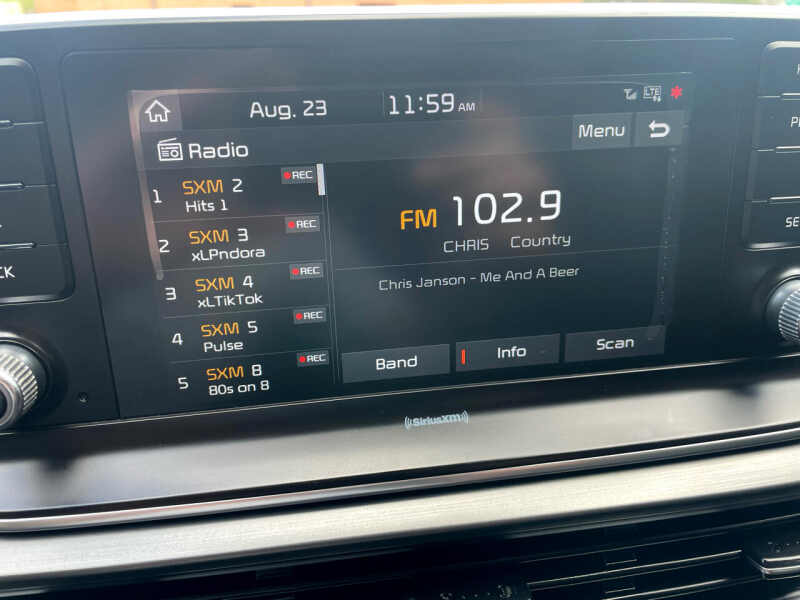 Aug. 23 11:59 AM LTE
Radio Menu
1 SXM 2 REC
Hits 1
2 SXM 3 REC
xLPndora
3 SXM 4 REC
xLTikTok
4 SXM 5 REC
Pulse
5 SXM 8 REC
80s on 8
FM 102.9
CHRIS Country
Chris Janson - Me And A Beer
Band Info Scan
((SiriusXM))